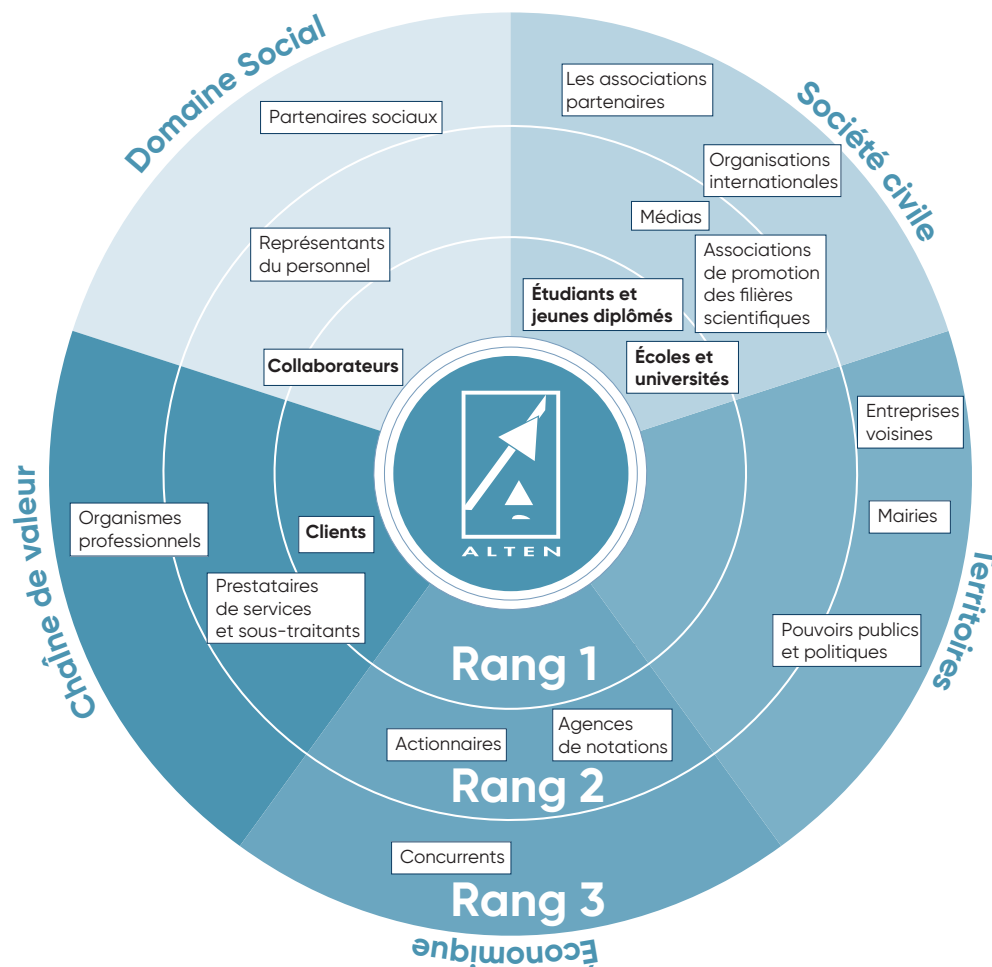 Domaine Social
Société civile
Les associations
partenaires
Partenaires sociaux
Organisations
internationales
Médias
Représentants
du personnel
Associations
de promotion
des filières
scientifiques
Étudiants et
jeunes diplômés
Collaborateurs
Écoles et
universités
Entreprises
voisines
Chaîne de valeur
Organismes
professionnels
Clients
ALTEN
Mairies
Territoires
Prestataires
de services
et sous-traitants
Pouvoirs publics
et politiques
Rang 1
Actionnaires
Agences
de notations
Rang 2
Concurrents
Rang 3
Économique